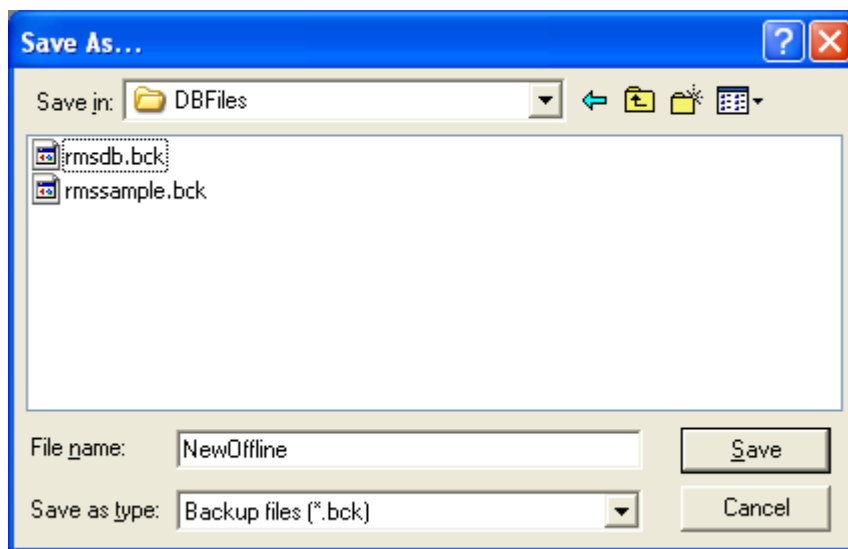 Save As...
Save in: DBFiles
rmsdb.bck
rmssample.bck
File name: NewOffline Save
Save as type: Backup files (*.bck) Cancel